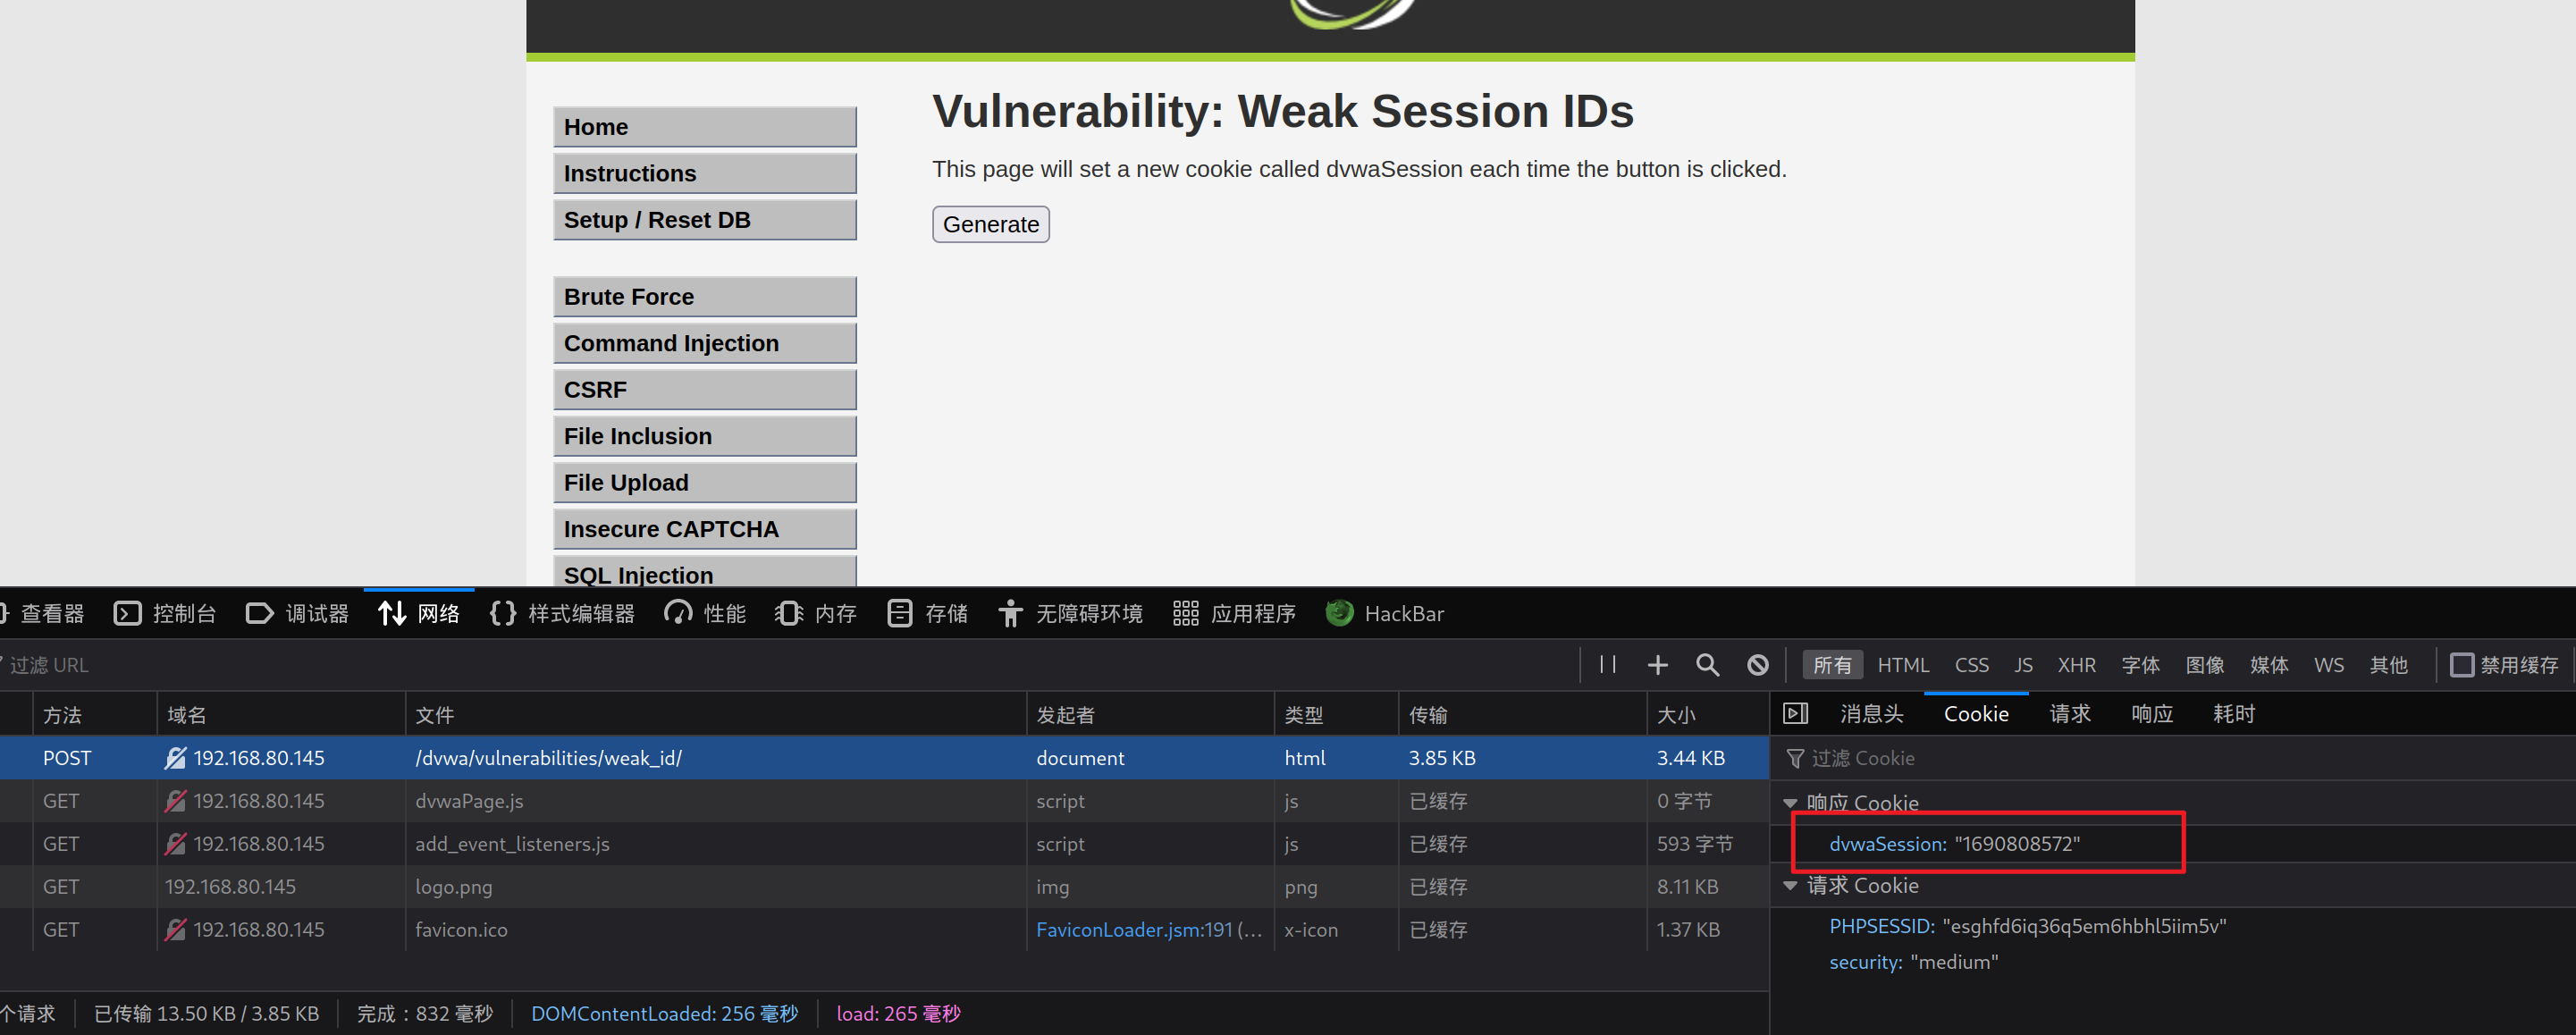 Vulnerability: Weak Session IDs
This page will set a new cookie called dvwaSession each time the button is clicked.
Generate
Home
Instructions
Setup / Reset DB
Brute Force
Command Injection
CSRF
File Inclusion
File Upload
Insecure CAPTCHA
SQL Injection
查看器 控制台 调试器 网络 {} 样式编辑器 性能 内存 存储 无障碍环境 应用程序 HackBar
过滤 URL 所有 HTML CSS JS XHR 字体 图像 媒体 WS 其他 禁用缓存
方法 域名 文件 发起者 类型 传输 大小
POST 192.168.80.145 /dvwa/vulnerabilities/weak_id/ document html 3.85 KB 3.44 KB
GET 192.168.80.145 dvwaPage.js script js 已缓存 0 字节
GET 192.168.80.145 add_event_listeners.js script js 已缓存 593 字节
GET 192.168.80.145 logo.png img png 已缓存 8.11 KB
GET 192.168.80.145 favicon.ico FaviconLoader.jsm:191 (... x-icon 已缓存 1.37 KB
消息头 Cookie 请求 响应 耗时
过滤 Cookie
响应 Cookie
dvwaSession: "1690808572"
请求 Cookie
PHPSESSID: "esghfd6iq36q5em6hbhl5iim5v"
security: "medium"
个请求 已传输 13.50 KB / 3.85 KB 完成：832 毫秒 DOMContentLoaded: 256 毫秒 load: 265 毫秒